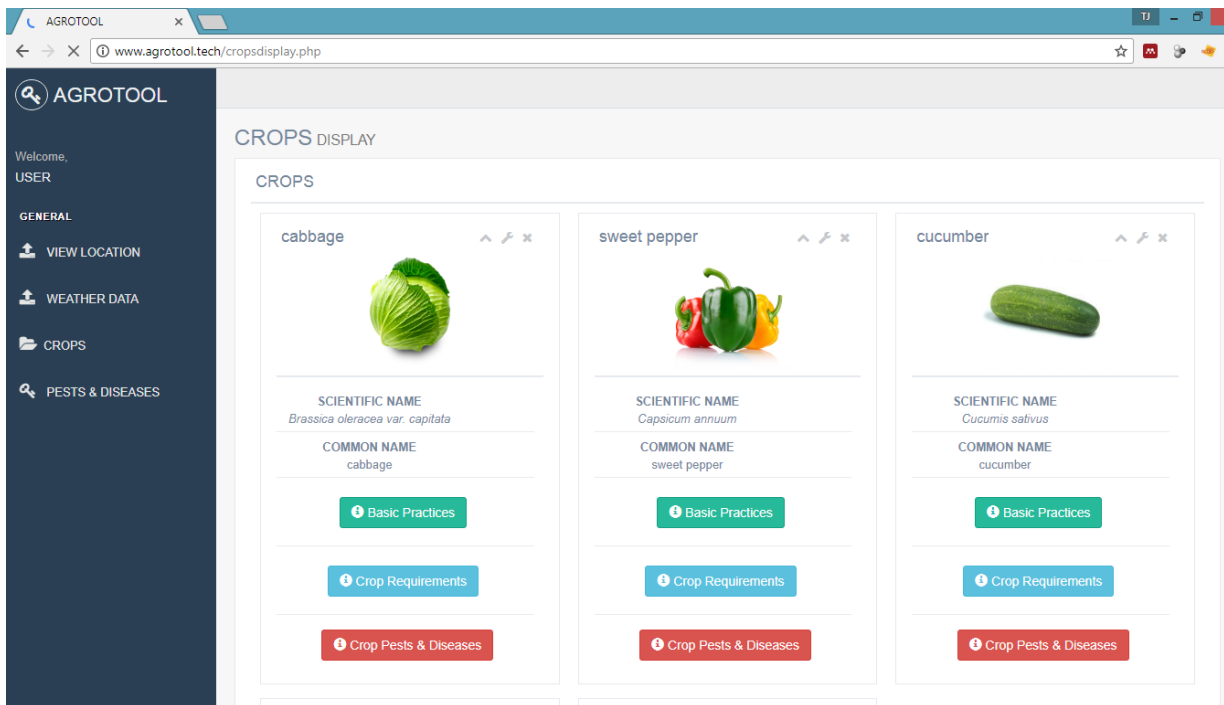 AGROTOOL
TJ
www.agrotool.tech/cropsdisplay.php
AGROTOOL
Welcome,
USER
GENERAL
VIEW LOCATION
WEATHER DATA
CROPS
PESTS & DISEASES
CROPS DISPLAY
CROPS
cabbage
SCIENTIFIC NAME
Brassica oleracea var. capitata
COMMON NAME
cabbage
Basic Practices
Crop Requirements
Crop Pests & Diseases
sweet pepper
SCIENTIFIC NAME
Capsicum annuum
COMMON NAME
sweet pepper
Basic Practices
Crop Requirements
Crop Pests & Diseases
cucumber
SCIENTIFIC NAME
Cucumis sativus
COMMON NAME
cucumber
Basic Practices
Crop Requirements
Crop Pests & Diseases